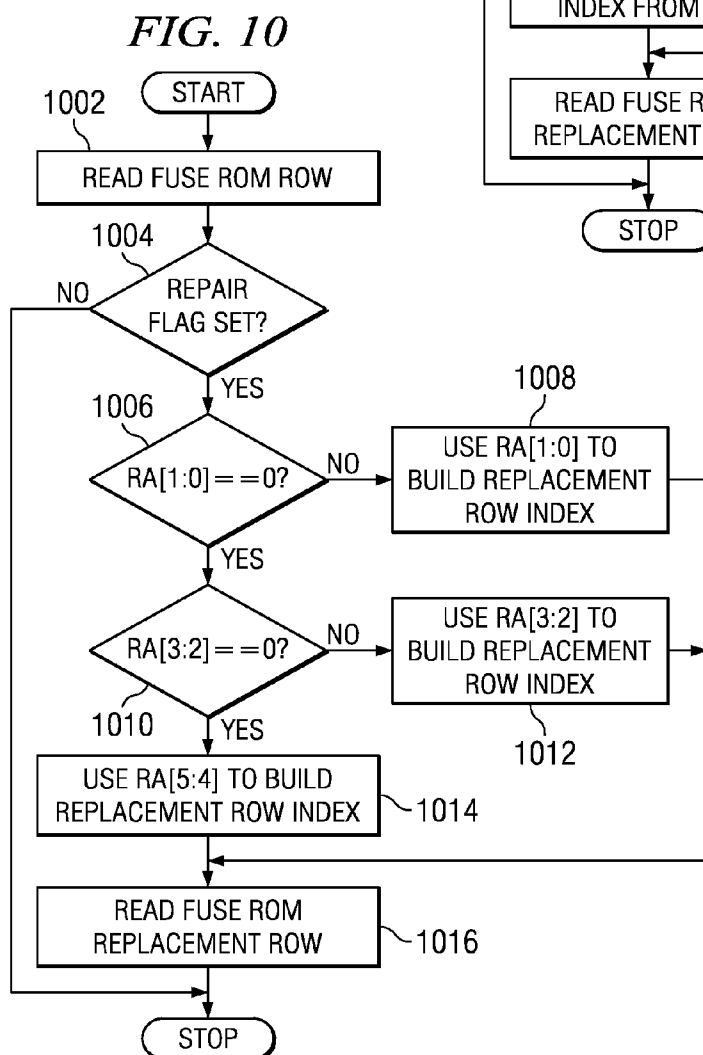 FIG. 10
START
1002
READ FUSE ROM ROW
1004
REPAIR
FLAG SET?
NO
YES
1006
RA[1:0]==0?
NO
1008
USE RA[1:0] TO
BUILD REPLACEMENT
ROW INDEX
YES
RA[3:2]==0?
NO
1010
USE RA[3:2] TO
BUILD REPLACEMENT
ROW INDEX
1012
YES
USE RA[5:4] TO BUILD
REPLACEMENT ROW INDEX
1014
READ FUSE ROM
REPLACEMENT ROW
1016
STOP
INDEX FROM
READ FUSE R
REPLACEMENT
STOP